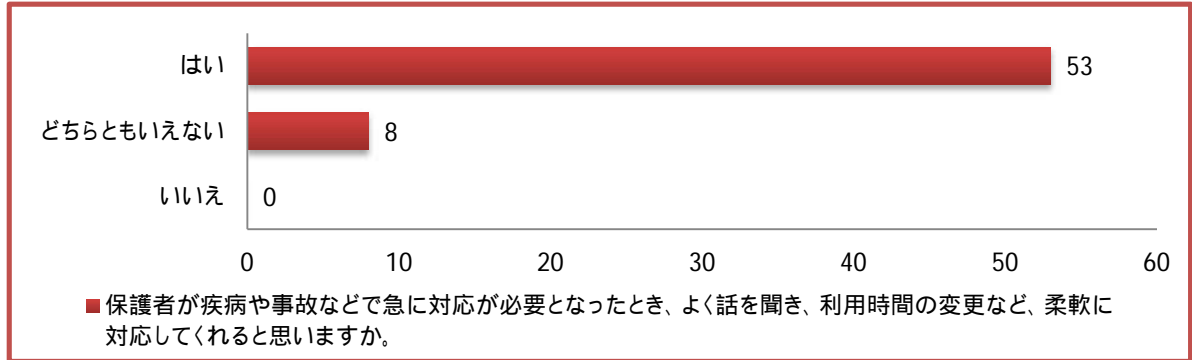 はい 53
どちらともいえない 8
いいえ 0
0 10 20 30 40 50 60
保護者が疾病や事故などで急に対応が必要となったとき、よく話を聞き、利用時間の変更など、柔軟に
対応してくれると思いますか。